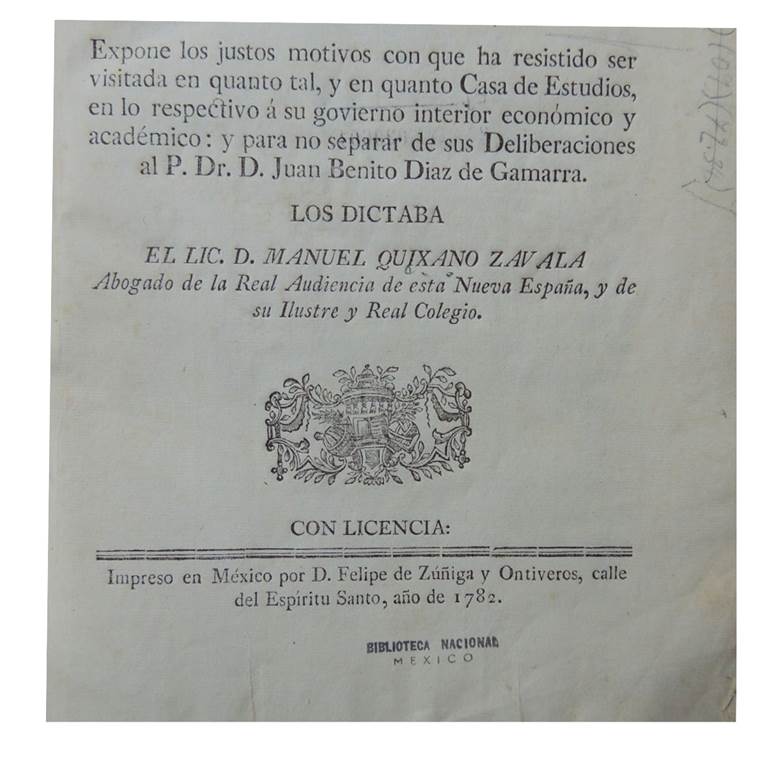 Expone los justos motivos con que ha resistido ser
visitada en quanto tal, y en quanto Casa de Estudios,
en lo respectivo á su govierno interior económico y
académico: y para no separar de sus Deliberaciones
al P. Dr. D. Juan Benito Diaz de Gamarra.
LOS DICTABA
EL LIC. D. MANUEL QUIXANO ZAVALA
Abogado de la Real Audiencia de esta Nueva España, y de
su Ilustre y Real Colegio.
CON LICENCIA:
Impreso en México por D. Felipe de Zúñiga y Ontiveros, calle
del Espíritu Santo, año de 1782.
BIBLIOTECA NACIONAL
MEXICO